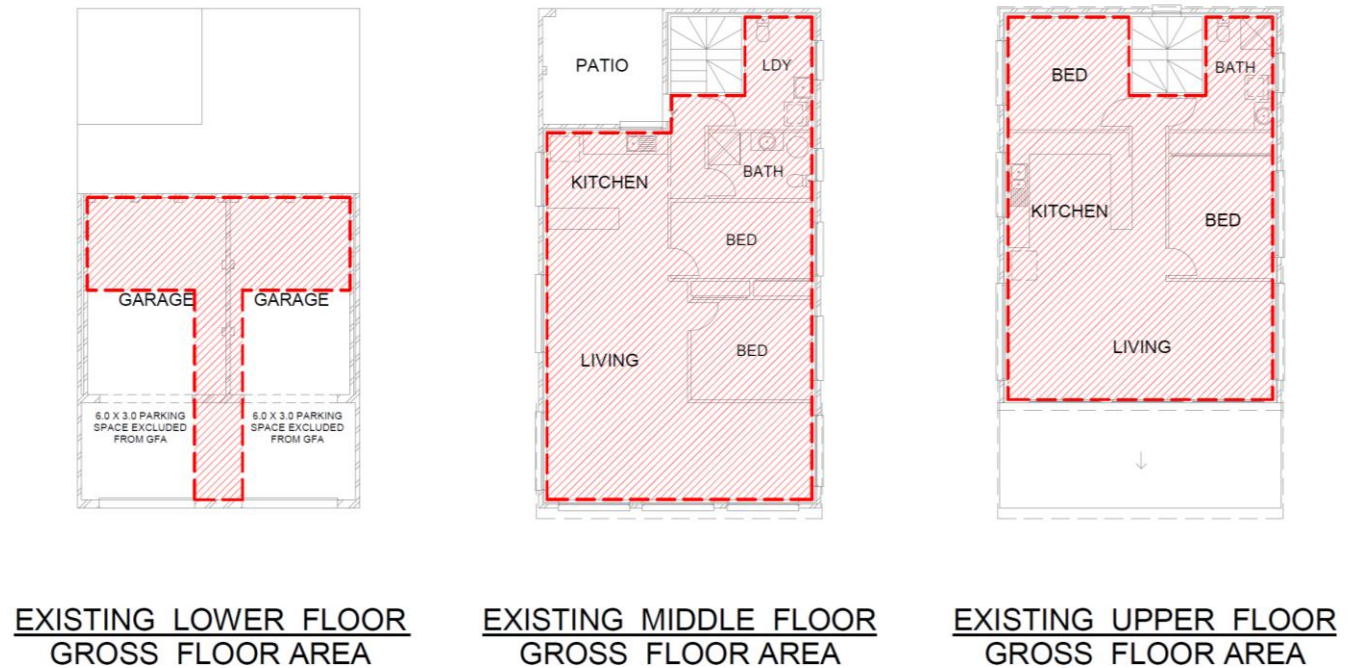 GARAGE
GARAGE
6.0 X 3.0 PARKING
SPACE EXCLUDED
FROM GFA
6.0 X 3.0 PARKING
SPACE EXCLUDED
FROM GFA
EXISTING LOWER FLOOR
GROSS FLOOR AREA
PATIO
LDY
KITCHEN
BATH
BED
LIVING
BED
EXISTING MIDDLE FLOOR
GROSS FLOOR AREA
BED
BATH
KITCHEN
BED
LIVING
EXISTING UPPER FLOOR
GROSS FLOOR AREA